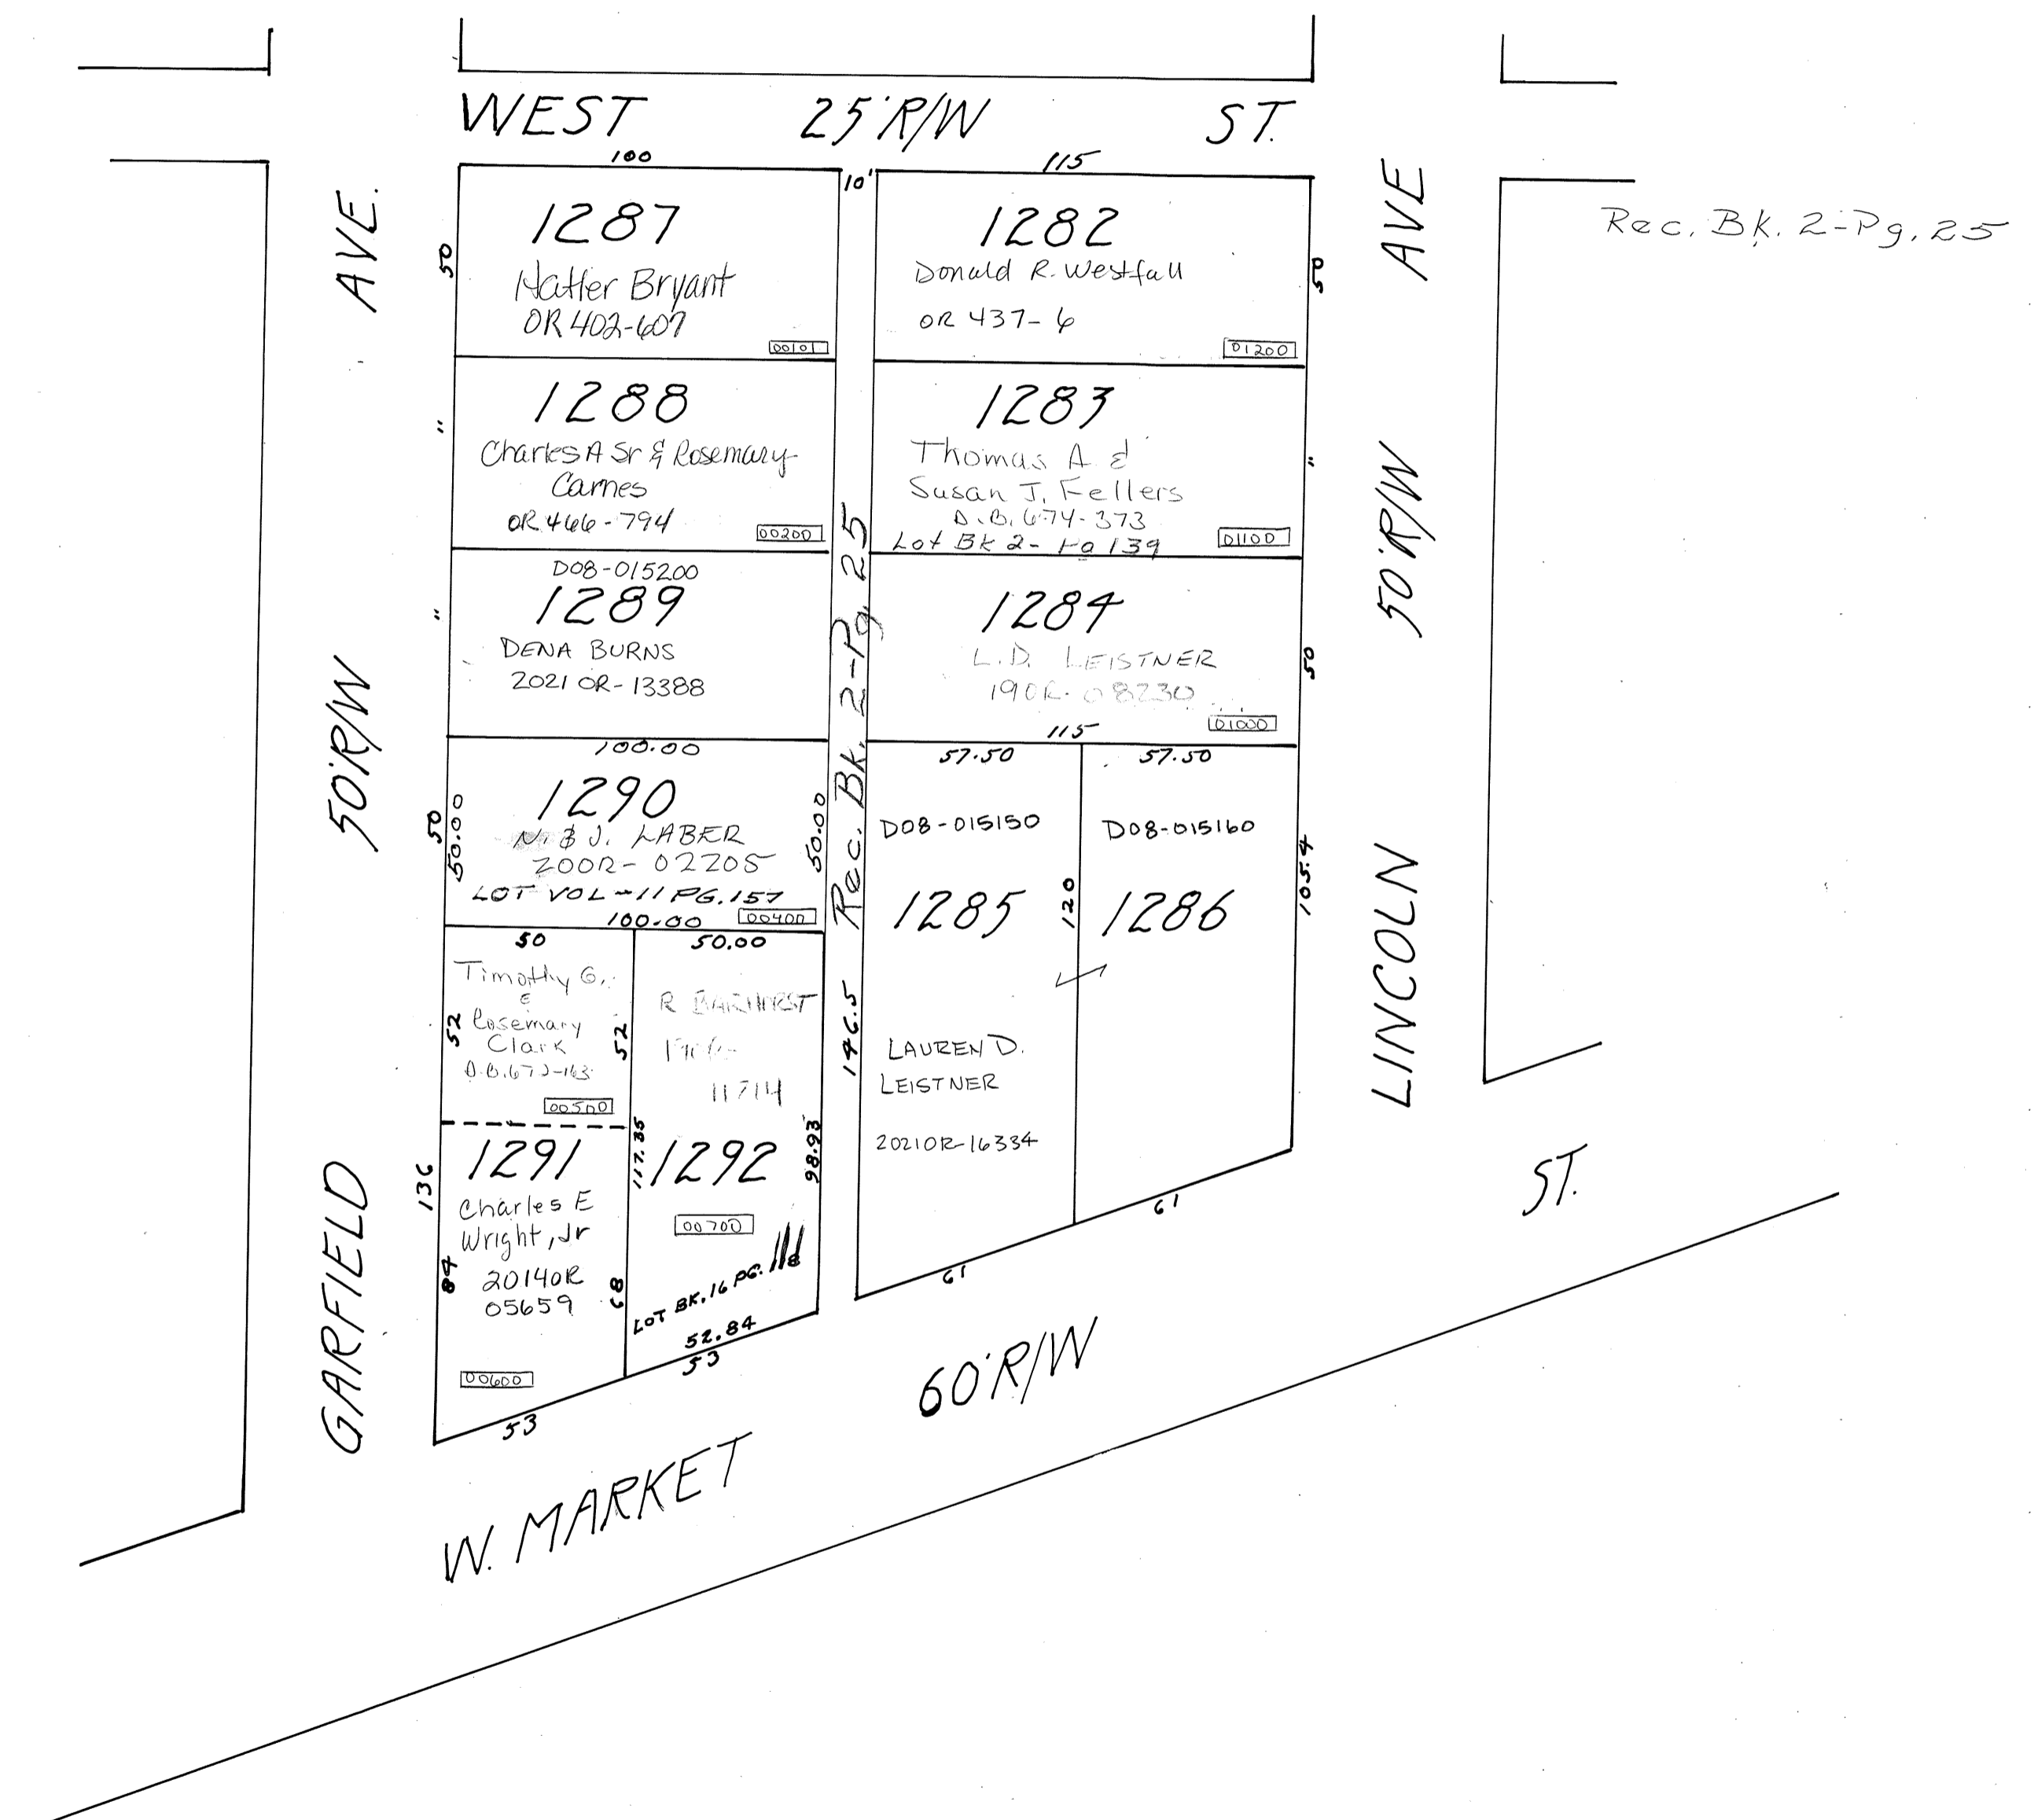 WEST 25' R/W ST.
100
115
10'
AVE.
AVE
Rec. Bk. 2-Pg. 25
1287
50
Hatter Bryant
OR 402-607
00101
1282
50
Donald R. Westfall
OR 437-6
01200
1288
"
Charles A Sr & Rosemary
Carnes
OR 466-794
00200
1283
"
Thomas A &
Susan J. Fellers
D.B. 674-373
Lot Bk 2- 139
01100
50' R/W
D08-015200
1289
"
DENA BURNS
2021 OR-13388
1284
50
L.D. LEISTNER
08230
01000
115
50' R/W
Rec. Bk. 2-Pg. 25
100.00
1290
50
50.00
50.00
N. & J. LABER
200R-02205
LOT VOL-11 PG. 157
100.00
00400
57.50
57.50
D08-015150
D08-015160
1285
120
1286
105.4
LINCOLN
50
50.00
Timothy G.
&
Rosemary
Clark
52
52
00500
R
11714
146.5
LAUREN D.
LEISTNER
2021OR-16334
1291
136
Charles E
Wright, Jr
2014OR
05659
84
68
00600
117.35
1292
98.93
00700
LOT BK. 16 PG.
52.84
53
53
61
61
GARFIELD
W. MARKET 60' R/W ST.